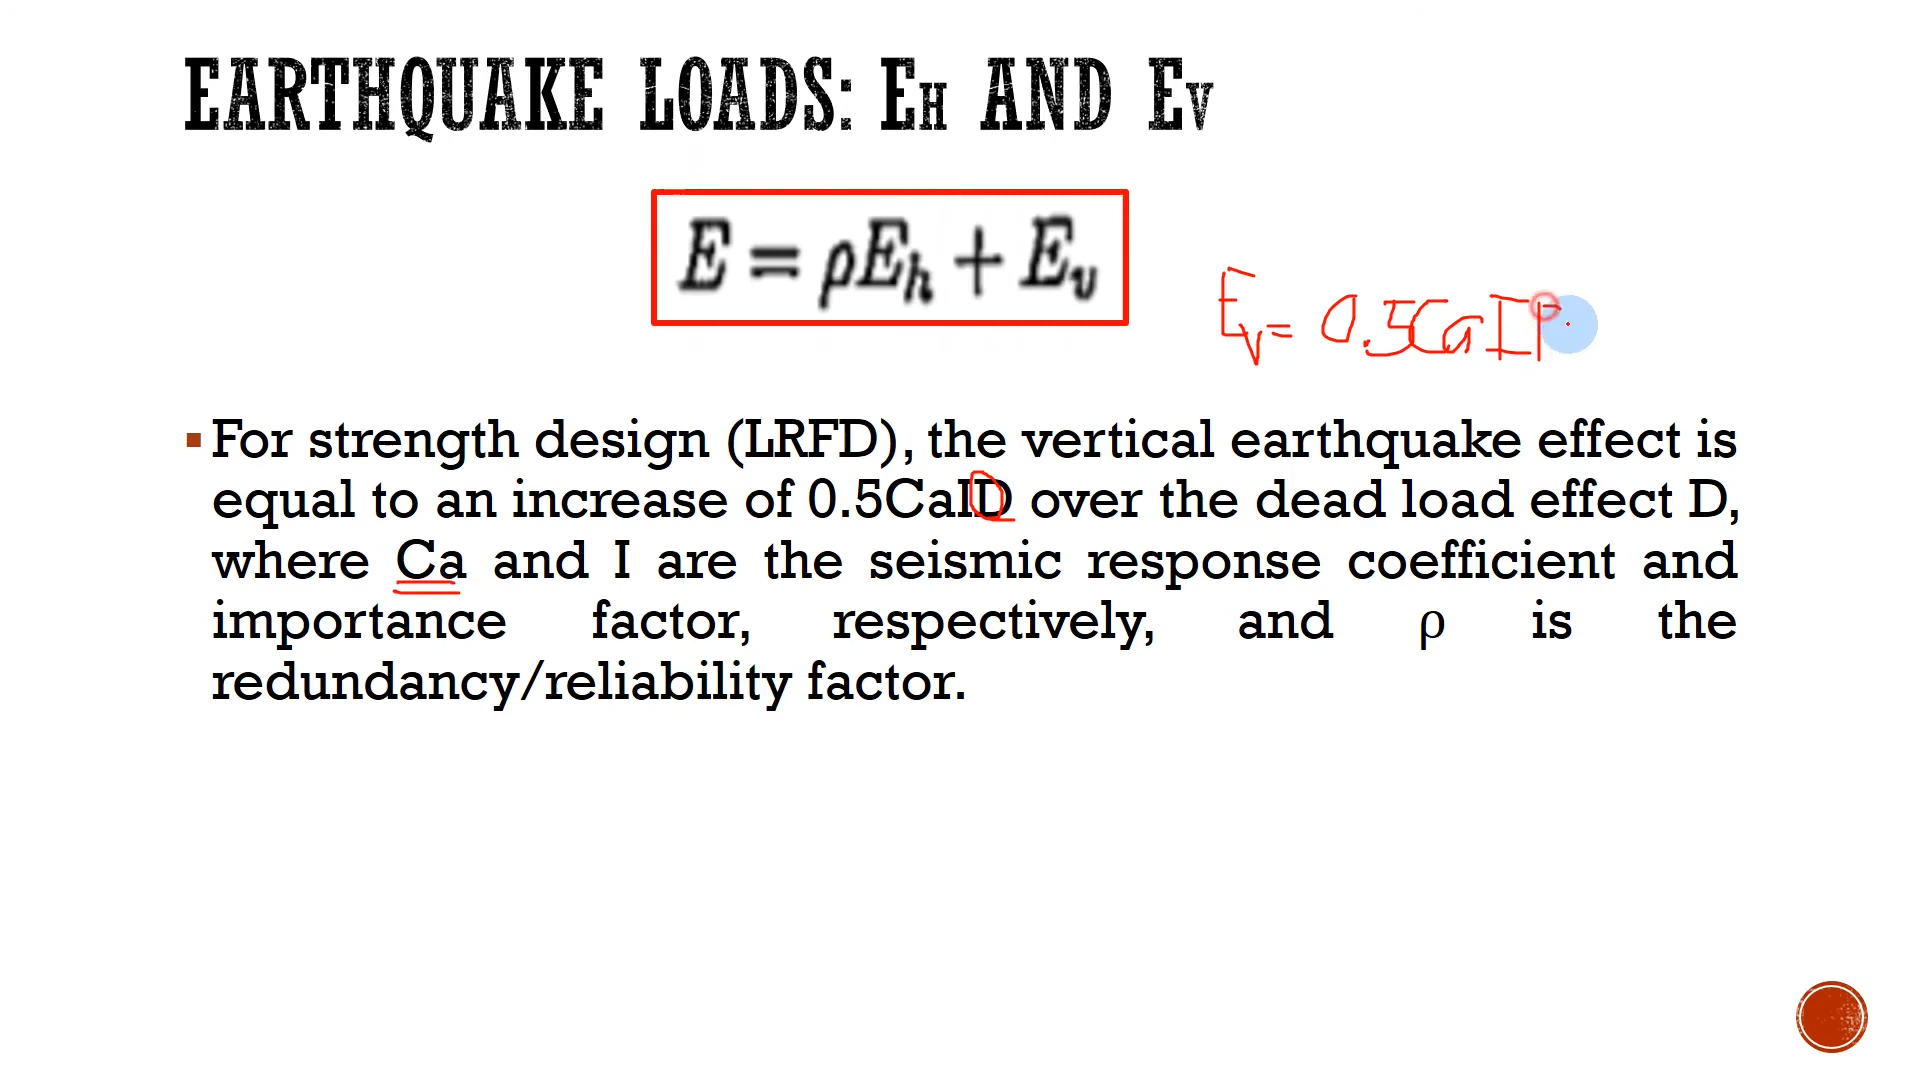 EARTHQUAKE LOADS: EH AND EV
E = ρEh + Ev
Ev = 0.5CaI
▪For strength design (LRFD), the vertical earthquake effect is
equal to an increase of 0.5CaID over the dead load effect D,
where Ca and I are the seismic response coefficient and
importance factor, respectively, and ρ is the
redundancy/reliability factor.